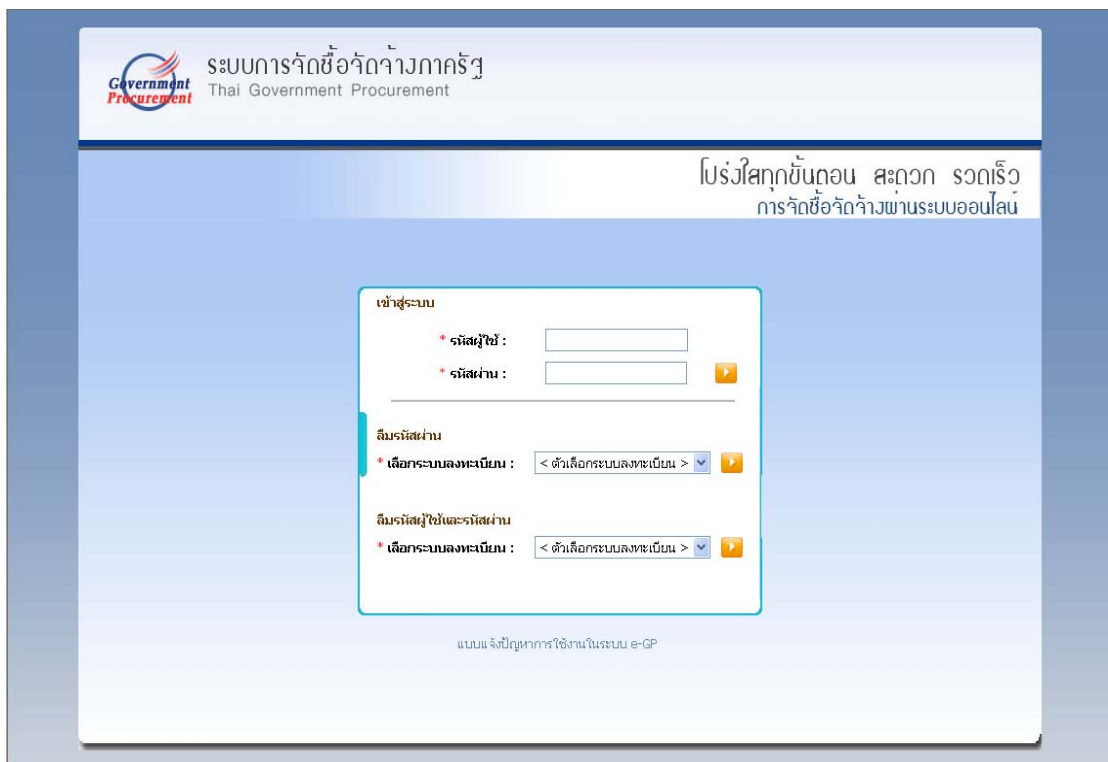 Government
Procurement
ระบบการจัดซื้อจัดจ้างภาครัฐ
Thai Government Procurement
โปร่งใสทุกขั้นตอน สะดวก รวดเร็ว
การจัดซื้อจัดจ้างผ่านระบบออนไลน์
เข้าสู่ระบบ
* รหัสผู้ใช้ :
* รหัสผ่าน :
ลืมรหัสผ่าน
* เลือกระบบลงทะเบียน : < ตัวเลือกระบบลงทะเบียน >
ลืมรหัสผู้ใช้และรหัสผ่าน
* เลือกระบบลงทะเบียน : < ตัวเลือกระบบลงทะเบียน >
แบบแจ้งปัญหาการใช้งานในระบบ e-GP